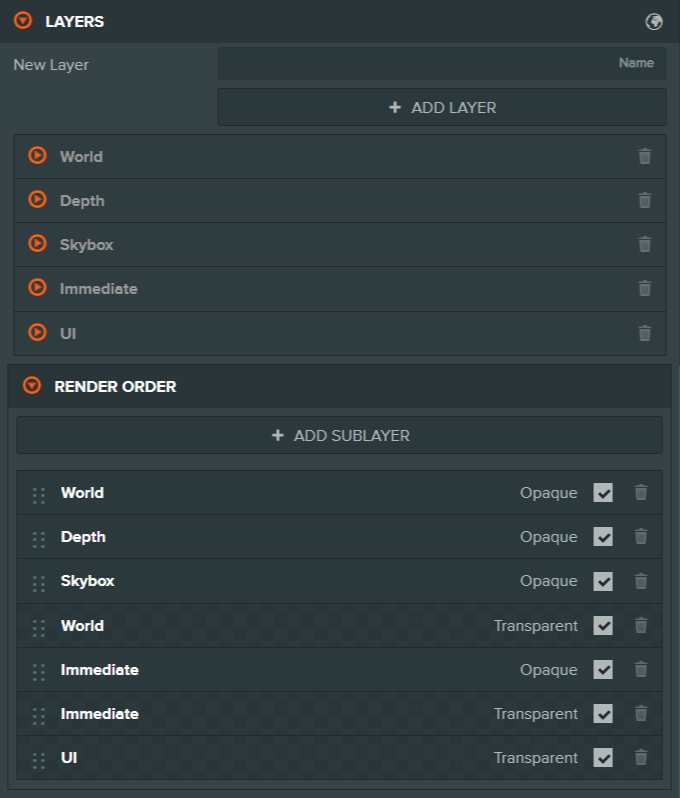 LAYERS
New Layer
Name
+ ADD LAYER
World
Depth
Skybox
Immediate
UI
RENDER ORDER
+ ADD SUBLAYER
World Opaque
Depth Opaque
Skybox Opaque
World Transparent
Immediate Opaque
Immediate Transparent
UI Transparent